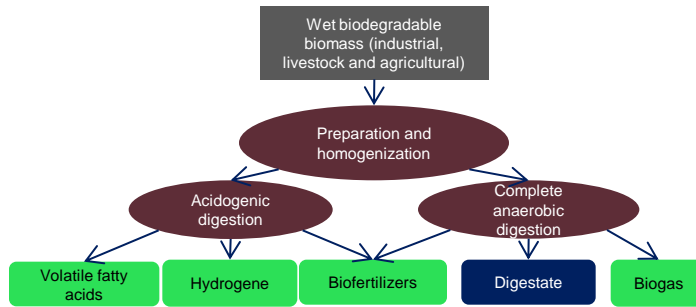 Wet biodegradable
biomass (industrial,
livestock and agricultural)
Preparation and
homogenization
Acidogenic
digestion
Complete
anaerobic
digestion
Volatile fatty
acids
Hydrogene
Biofertilizers
Digestate
Biogas